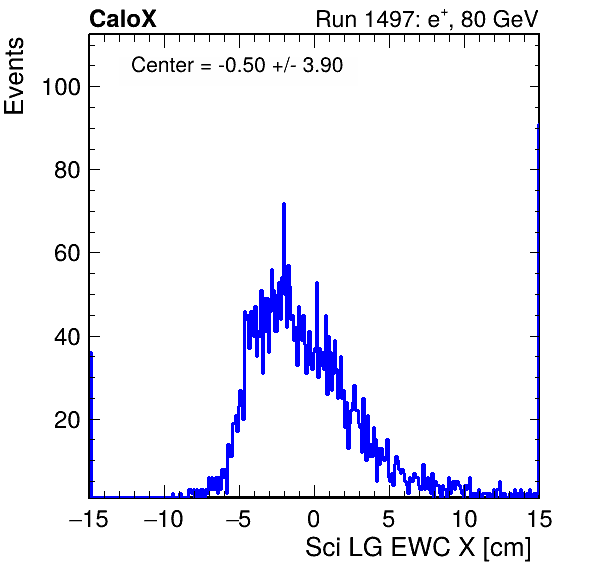 CaloX
Run 1497: e+, 80 GeV
Events
Center = -0.50 +/- 3.90
100
80
60
40
20
−15 −10 −5 0 5 10 15
Sci LG EWC X [cm]